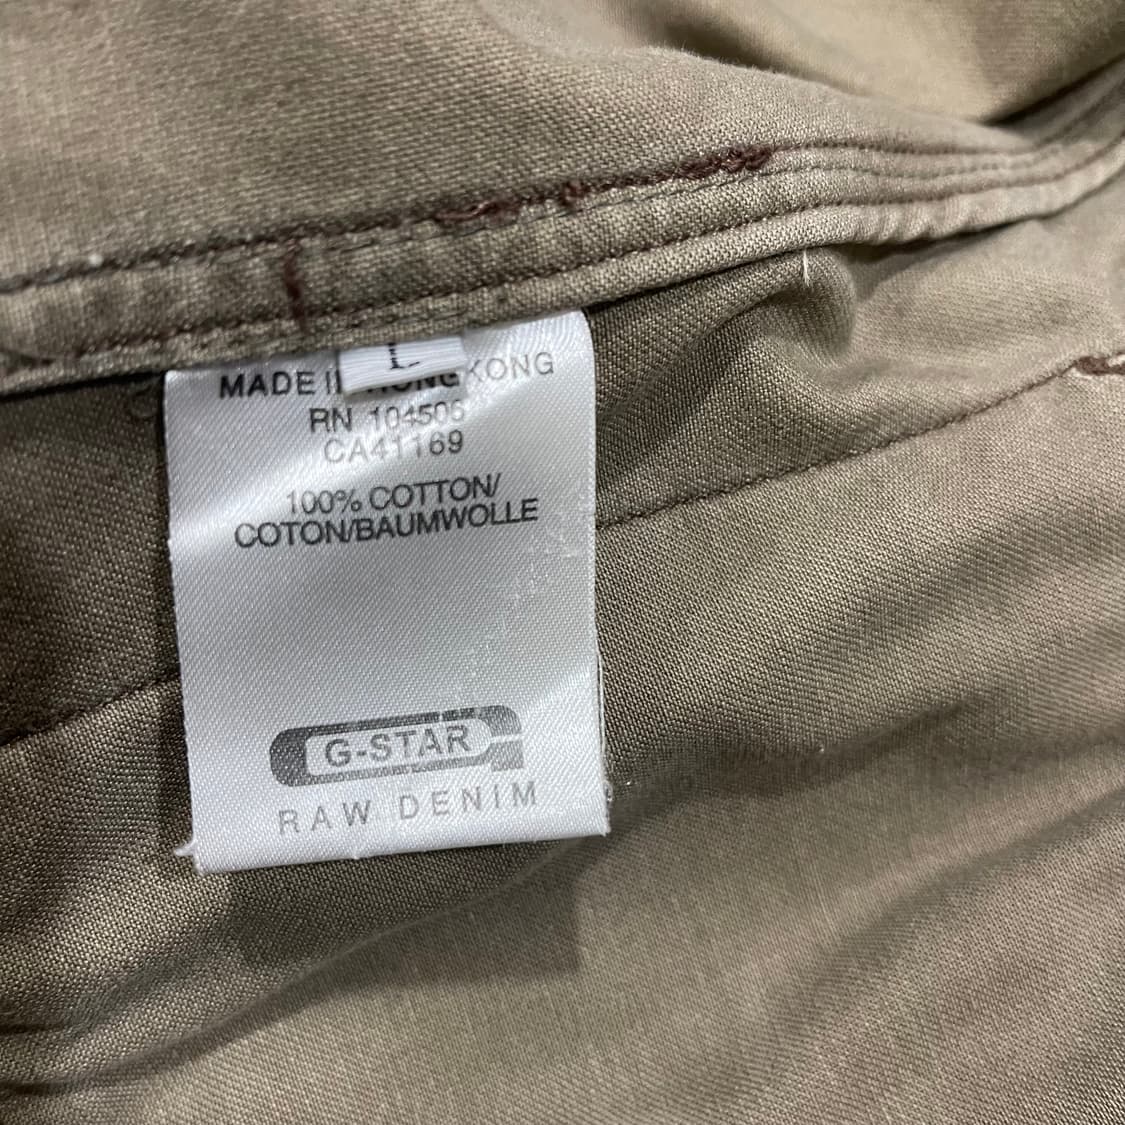 L
MADE IN HONG KONG
RN 104506
CA41169
100% COTTON/
COTON/BAUMWOLLE
G-STAR
RAW DENIM